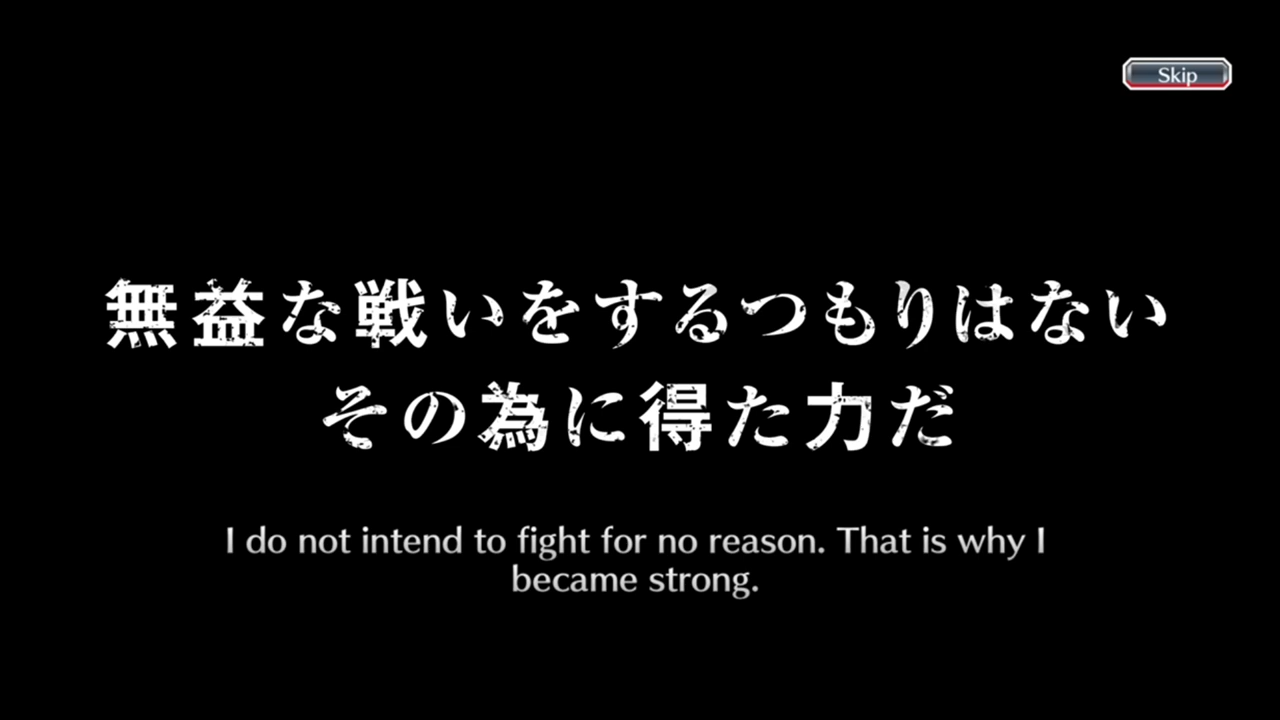 Skip
無益な戦いをするつもりはない
その為に得た力だ
I do not intend to fight for no reason. That is why I
became strong.